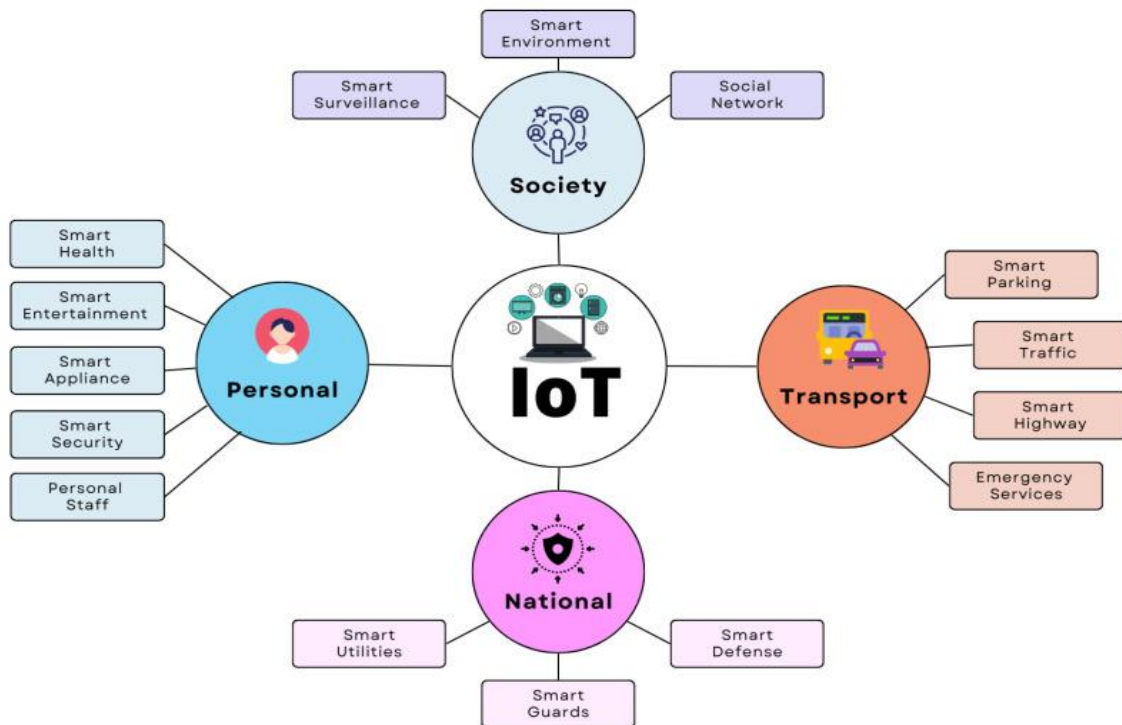 Smart
Environment
Smart
Surveillance
Social
Network
Society
Smart
Health
Smart
Entertainment
Smart
Appliance
Smart
Security
Personal
Staff
Personal
IoT
Transport
Smart
Parking
Smart
Traffic
Smart
Highway
Emergency
Services
National
Smart
Utilities
Smart
Guards
Smart
Defense